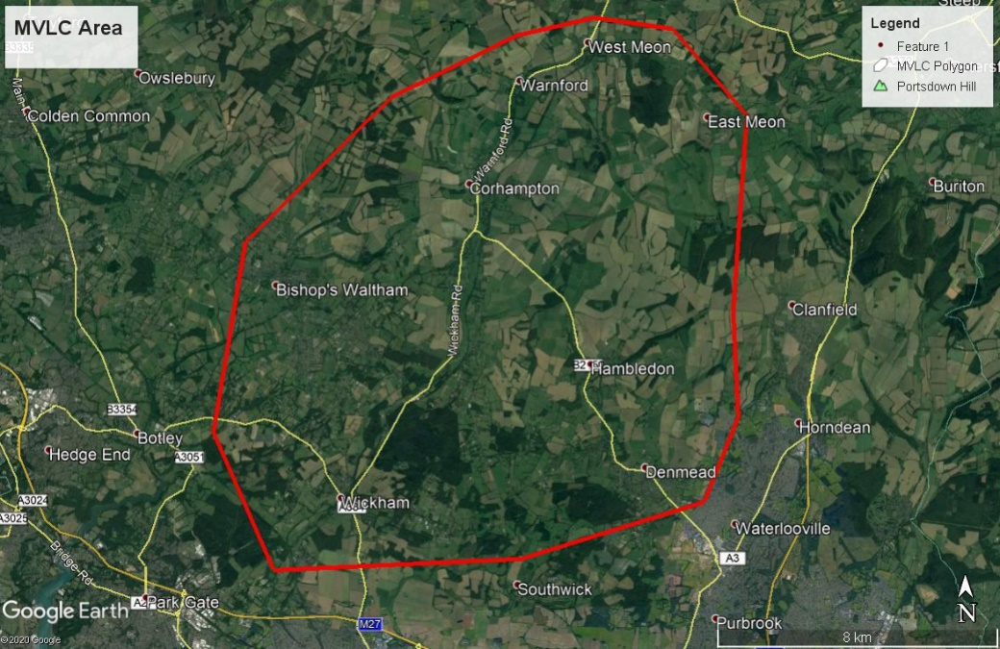 MVLC Area
Legend
Feature 1
MVLC Polygon
Portsdown Hill
Steep
B3335
Owslebury
Colden Common
West Meon
Warnford
East Meon
Warnford Rd
Corhampton
Buriton
Bishop's Waltham
Wickham Rd
Clanfield
Hambledon
B3354
Botley
Horndean
Hedge End
A3051
Denmead
A3024
Wickham
A3025
Waterlooville
A3
Bridge Rd
Southwick
Park Gate
Google Earth
M27
Purbrook
N
8 km
©2020 Google